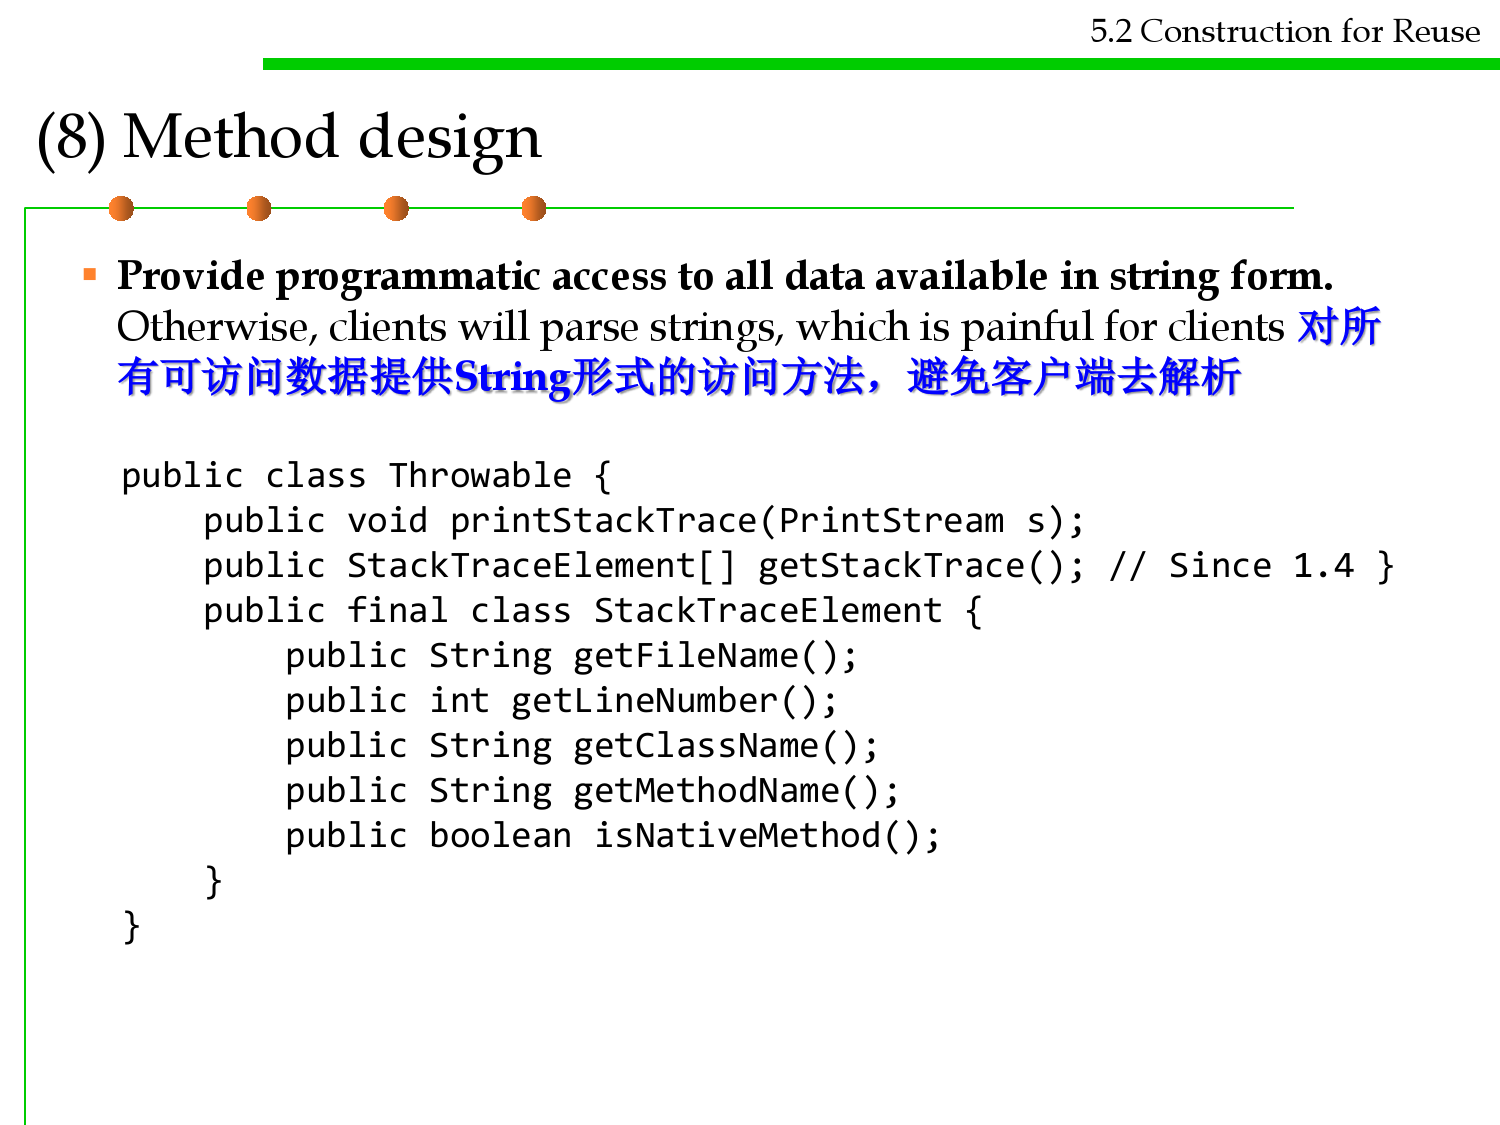 5.2 Construction for Reuse
(8) Method design
Provide programmatic access to all data available in string form.
Otherwise, clients will parse strings, which is painful for clients 对所
有可访问数据提供String形式的访问方法，避免客户端去解析
public class Throwable {
    public void printStackTrace(PrintStream s);
    public StackTraceElement[] getStackTrace(); // Since 1.4 }
    public final class StackTraceElement {
        public String getFileName();
        public int getLineNumber();
        public String getClassName();
        public String getMethodName();
        public boolean isNativeMethod();
    }
}